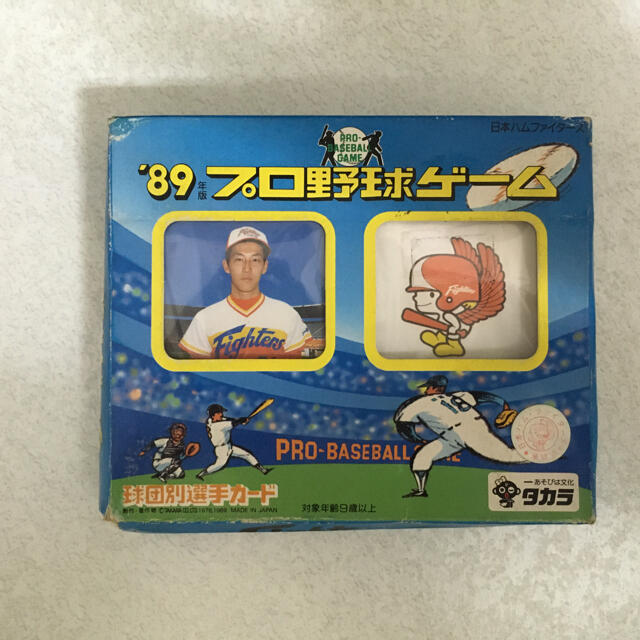 日本ハムファイターズ
PRO-
BASEBALL
GAME
'89年版 プロ野球ゲーム
Fighters
Fighters
18
PRO-BASEBALL
球団別選手カード
対象年齢9歳以上
MADE IN JAPAN
あそびは文化
タカラ